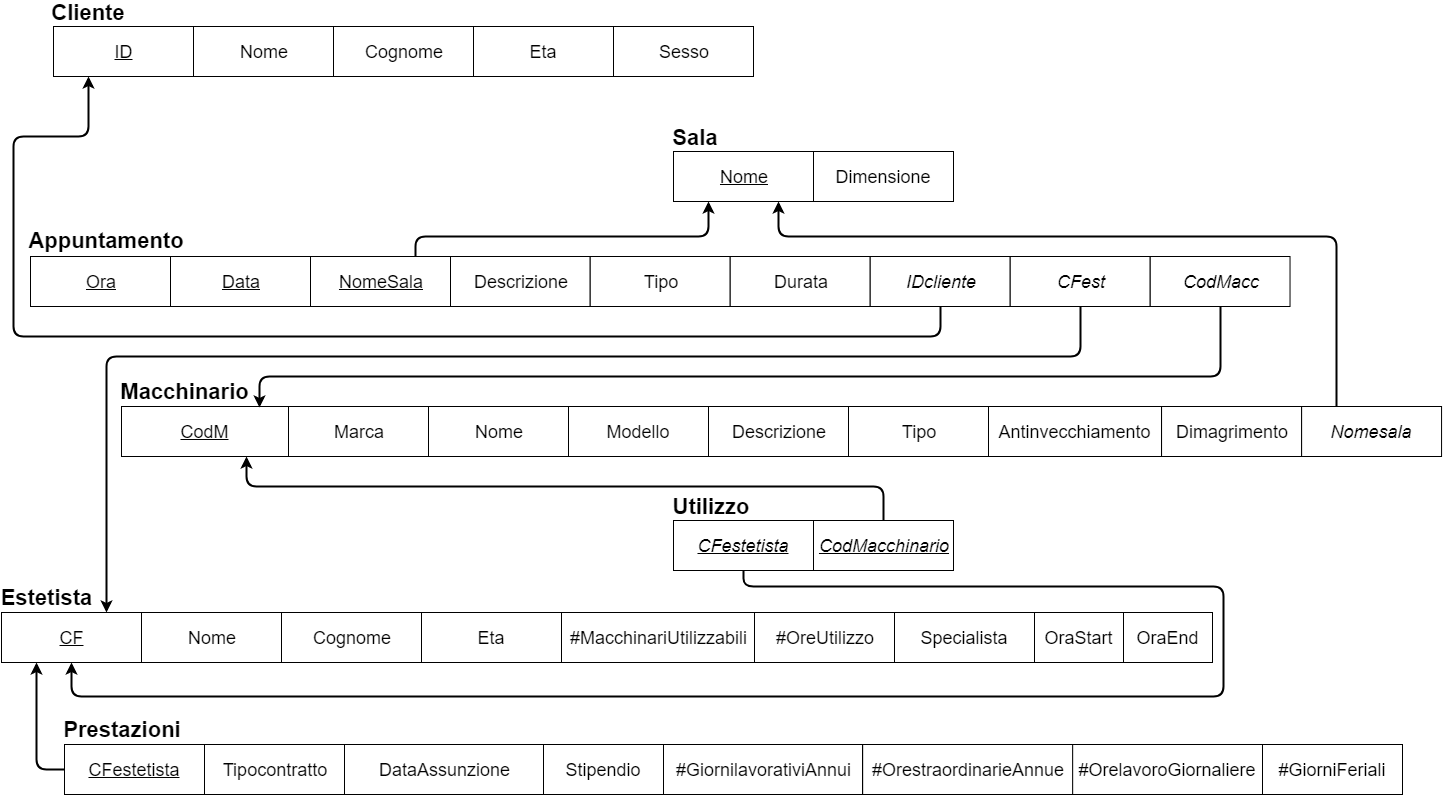 Cliente
ID Nome Cognome Eta Sesso
Sala
Nome Dimensione
Appuntamento
Ora Data NomeSala Descrizione Tipo Durata IDcliente CFest CodMacc
Macchinario
CodM Marca Nome Modello Descrizione Tipo Antinvecchiamento Dimagrimento Nomesala
Utilizzo
CFestetista CodMacchinario
Estetista
CF Nome Cognome Eta #MacchinariUtilizzabili #OreUtilizzo Specialista OraStart OraEnd
Prestazioni
CFestetista Tipocontratto DataAssunzione Stipendio #GiornilavorativiAnnui #OrestraordinarieAnnue #OrelavoroGiornaliere #GiorniFeriali